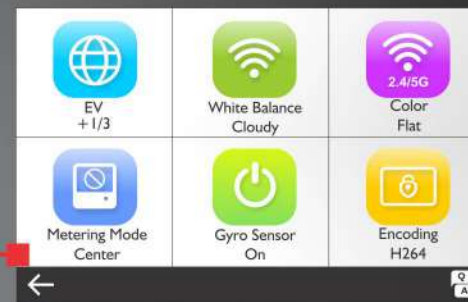 2.4/5G
EV
+1/3
White Balance
Cloudy
Color
Flat
Metering Mode
Center
Gyro Sensor
On
Encoding
H264
Q
A